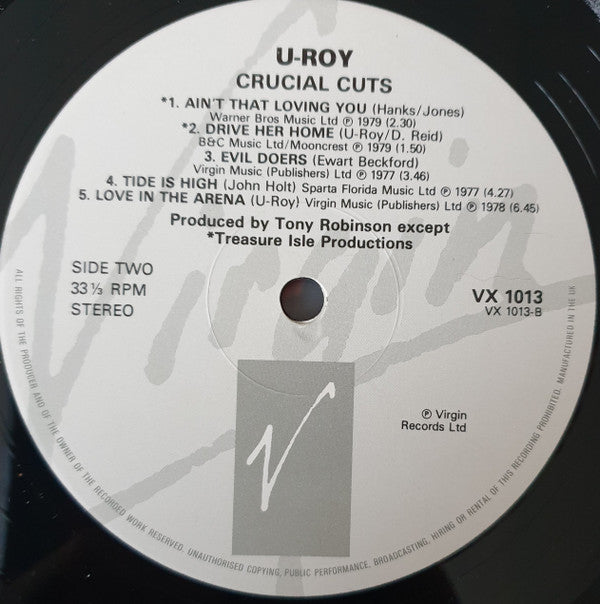 U-ROY
CRUCIAL CUTS
*1. AIN'T THAT LOVING YOU (Hanks/Jones)
Warner Bros Music Ltd ℗ 1979 (2.30)
*2. DRIVE HER HOME (U-Roy/D. Reid)
B&C Music Ltd/Mooncrest ℗ 1979 (1.50)
3. EVIL DOERS (Ewart Beckford)
Virgin Music (Publishers) Ltd ℗ 1977 (3.46)
4. TIDE IS HIGH (John Holt) Sparta Florida Music Ltd ℗ 1977 (4.27)
5. LOVE IN THE ARENA (U-Roy) Virgin Music (Publishers) Ltd ℗ 1978 (6.45)
Produced by Tony Robinson except
*Treasure Isle Productions
SIDE TWO
33⅓ RPM
STEREO
VX 1013
VX 1013-B
Virgin
V
℗ Virgin
Records Ltd
ALL RIGHTS OF THE PRODUCER AND OF THE OWNER OF THE RECORDED WORK RESERVED. UNAUTHORISED COPYING, PUBLIC PERFORMANCE, BROADCASTING, HIRING OR RENTAL OF THIS RECORDING PROHIBITED. MANUFACTURED IN THE UK